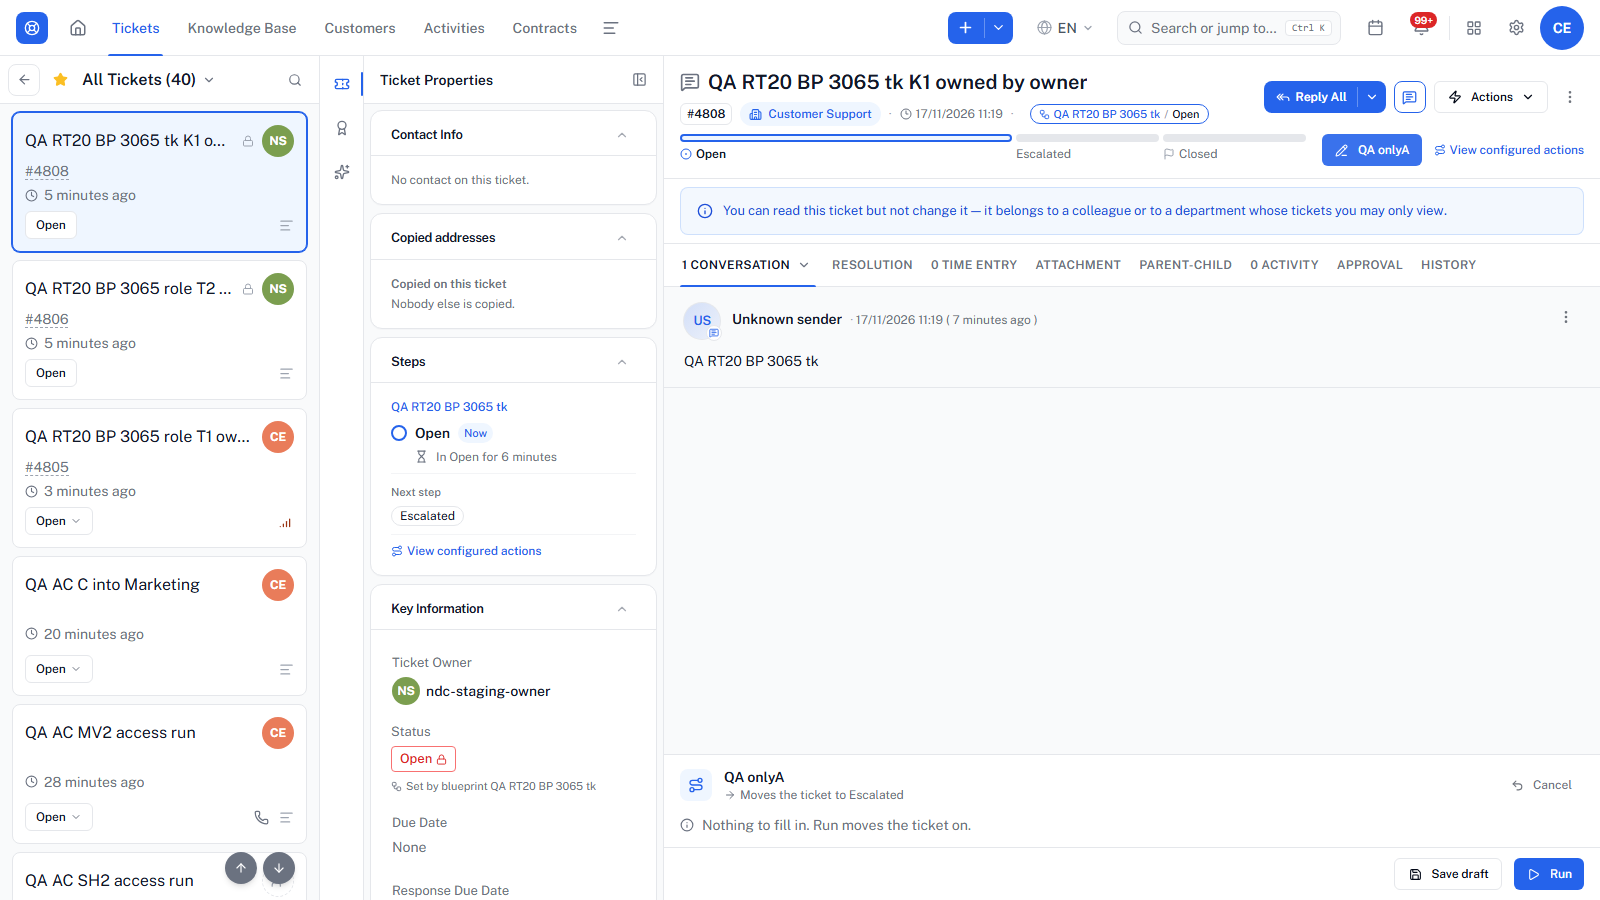 Tickets
Knowledge Base
Customers
Activities
Contracts
EN
Search or jump to...
Ctrl K
99+
CE
All Tickets (40)
QA RT20 BP 3065 tk K1 o...
NS
#4808
5 minutes ago
Open
QA RT20 BP 3065 role T2 ...
NS
#4806
5 minutes ago
Open
QA RT20 BP 3065 role T1 ow...
CE
#4805
3 minutes ago
Open
QA AC C into Marketing
CE
20 minutes ago
Open
QA AC MV2 access run
CE
28 minutes ago
Open
QA AC SH2 access run
Ticket Properties
Contact Info
No contact on this ticket.
Copied addresses
Copied on this ticket
Nobody else is copied.
Steps
QA RT20 BP 3065 tk
Open
Now
In Open for 6 minutes
Next step
Escalated
View configured actions
Key Information
Ticket Owner
NS
ndc-staging-owner
Status
Open
Set by blueprint QA RT20 BP 3065 tk
Due Date
None
Response Due Date
QA RT20 BP 3065 tk K1 owned by owner
#4808
Customer Support
· 17/11/2026 11:19 ·
QA RT20 BP 3065 tk / Open
Reply All
Actions
Open
Escalated
Closed
QA onlyA
View configured actions
You can read this ticket but not change it — it belongs to a colleague or to a department whose tickets you may only view.
1 CONVERSATION
RESOLUTION
0 TIME ENTRY
ATTACHMENT
PARENT-CHILD
0 ACTIVITY
APPROVAL
HISTORY
US
Unknown sender
· 17/11/2026 11:19 ( 7 minutes ago )
QA RT20 BP 3065 tk
QA onlyA
Moves the ticket to Escalated
Cancel
Nothing to fill in. Run moves the ticket on.
Save draft
Run